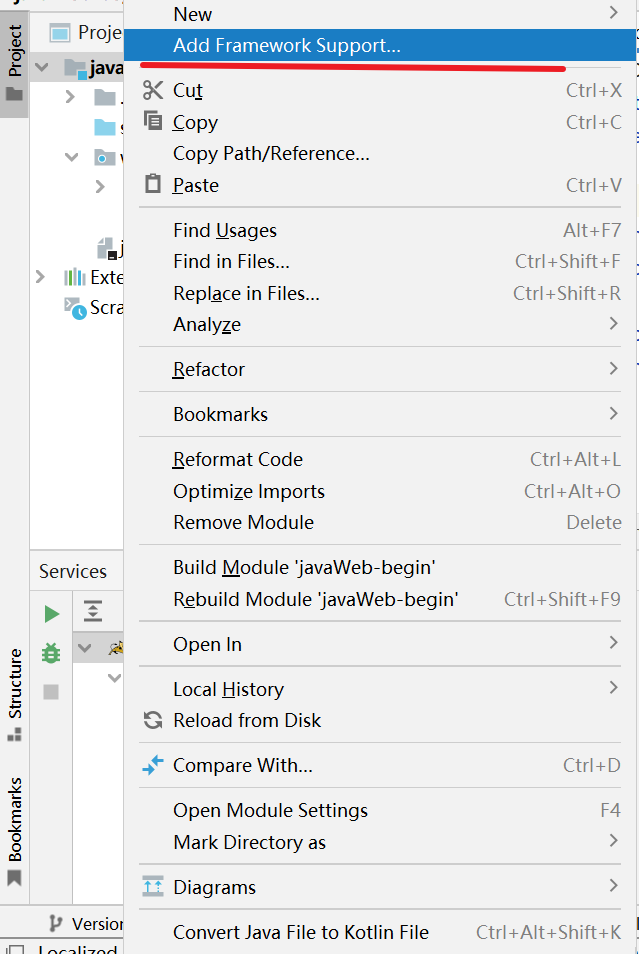 New
Proje
Add Framework Support...
Project
java
Cut Ctrl+X
Copy Ctrl+C
Copy Path/Reference...
Paste Ctrl+V
Find Usages Alt+F7
Find in Files... Ctrl+Shift+F
Exte
Replace in Files... Ctrl+Shift+R
Scra
Analyze
Refactor
Bookmarks
Reformat Code Ctrl+Alt+L
Optimize Imports Ctrl+Alt+O
Remove Module Delete
Services
Build Module 'javaWeb-begin'
Rebuild Module 'javaWeb-begin' Ctrl+Shift+F9
Open In
Structure
Local History
Reload from Disk
Compare With... Ctrl+D
Bookmarks
Open Module Settings F4
Mark Directory as
Diagrams
Version
Convert Java File to Kotlin File Ctrl+Alt+Shift+K
Localized